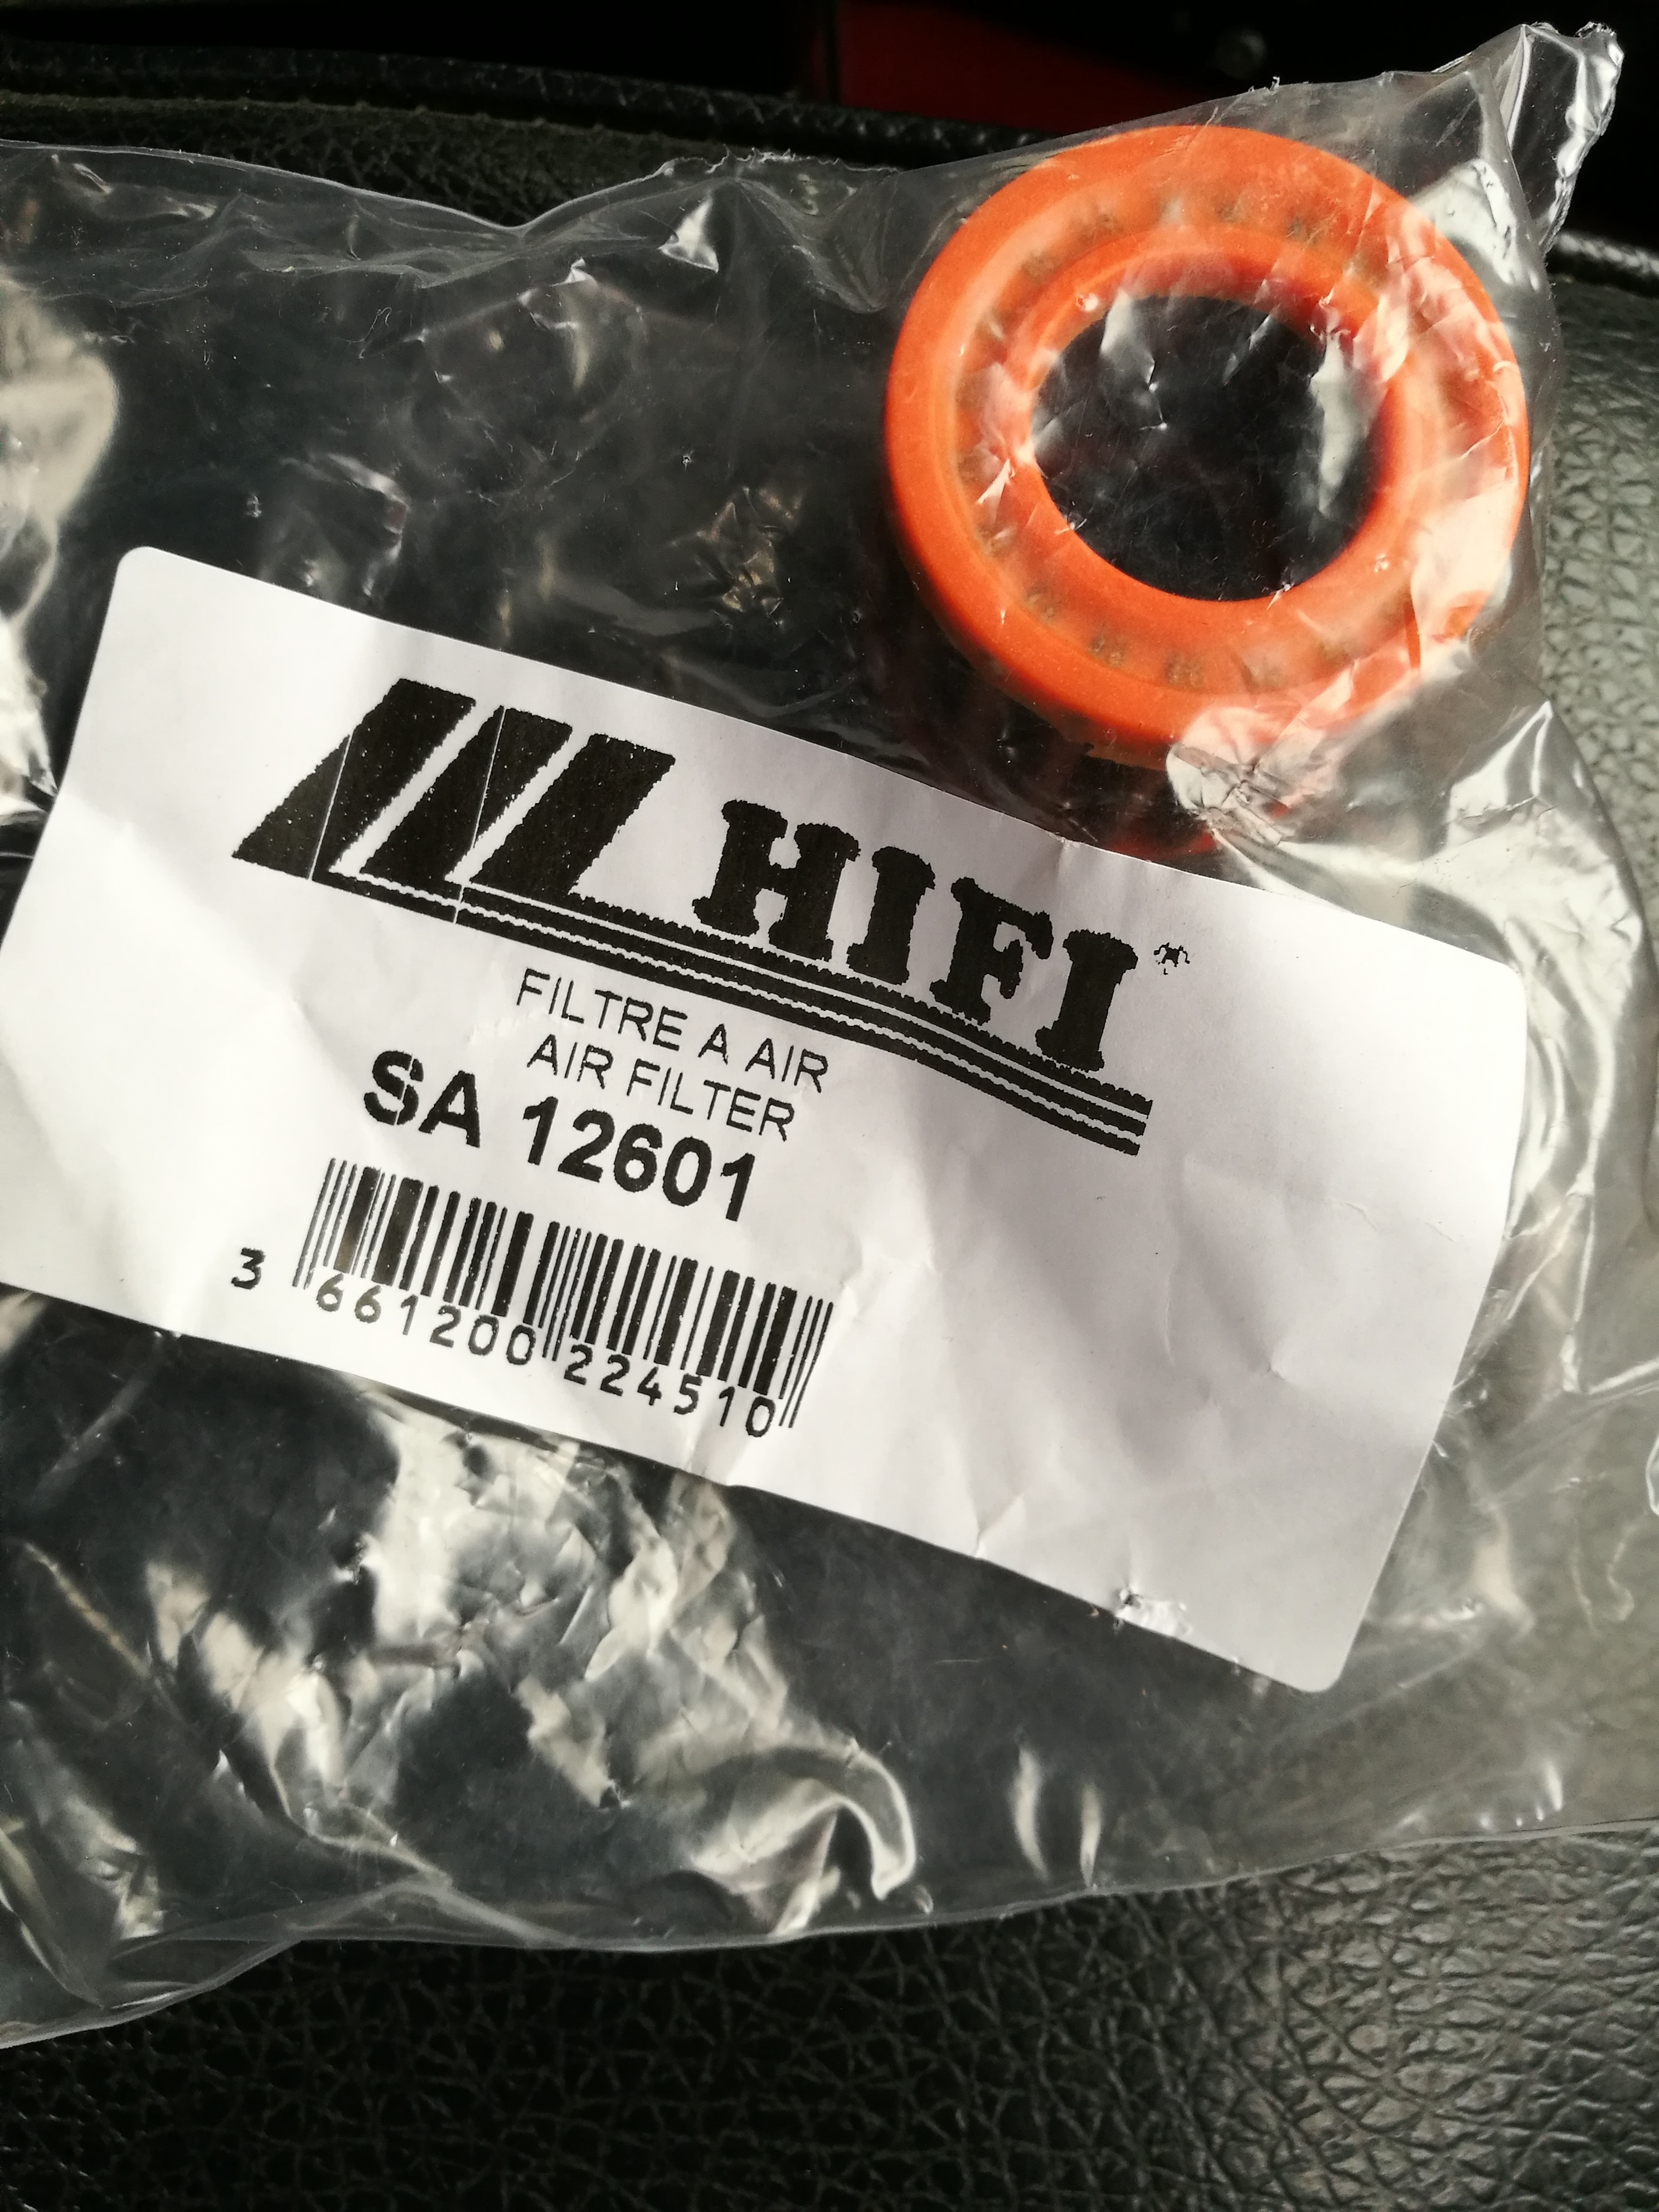 HIFI
FILTRE A AIR
AIR FILTER
SA 12601
3 661200 224510